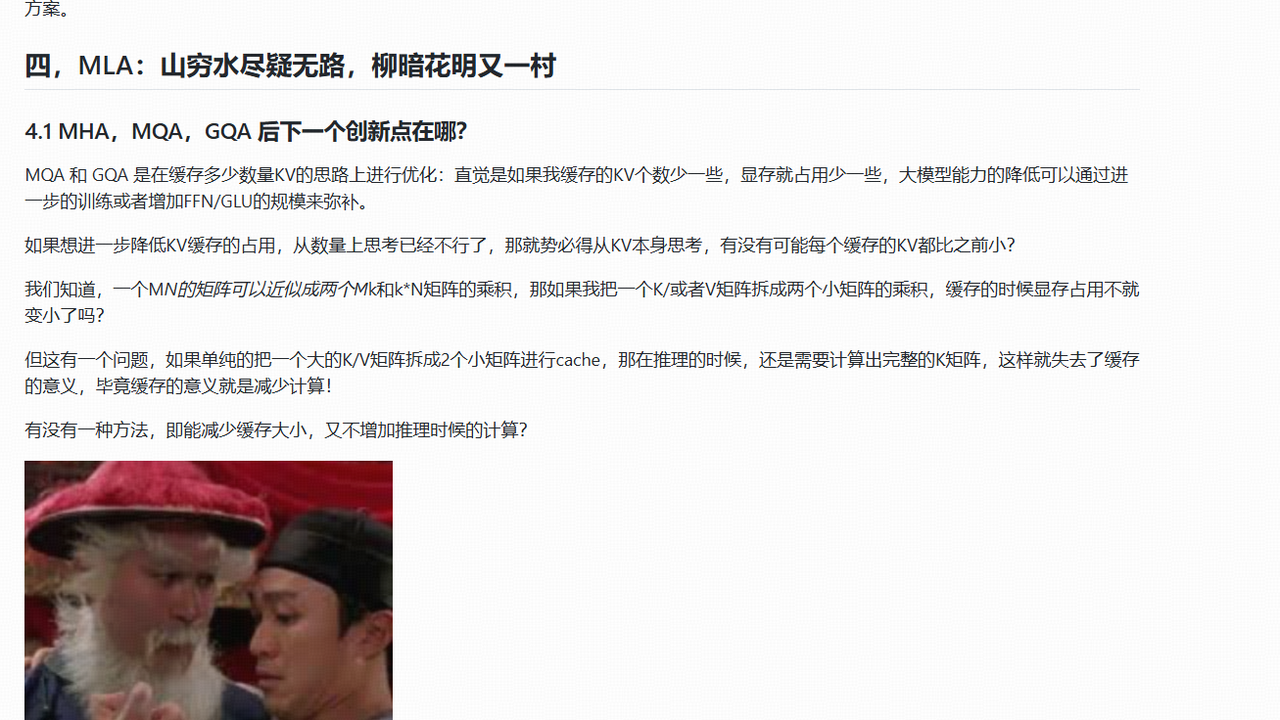 方案。
四，MLA：山穷水尽疑无路，柳暗花明又一村
4.1 MHA，MQA，GQA 后下一个创新点在哪？
MQA 和 GQA 是在缓存多少数量KV的思路上进行优化：直觉是如果我缓存的KV个数少一些，显存就占用少一些，大模型能力的降低可以通过进
一步的训练或者增加FFN/GLU的规模来弥补。
如果想进一步降低KV缓存的占用，从数量上思考已经不行了，那就势必得从KV本身思考，有没有可能每个缓存的KV都比之前小？
我们知道，一个MN的矩阵可以近似成两个Mk和k*N矩阵的乘积，那如果我把一个K/或者V矩阵拆成两个小矩阵的乘积，缓存的时候显存占用不就
变小了吗？
但这有一个问题，如果单纯的把一个大的K/V矩阵拆成2个小矩阵进行cache，那在推理的时候，还是需要计算出完整的K矩阵，这样就失去了缓存
的意义，毕竟缓存的意义就是减少计算！
有没有一种方法，即能减少缓存大小，又不增加推理时候的计算？